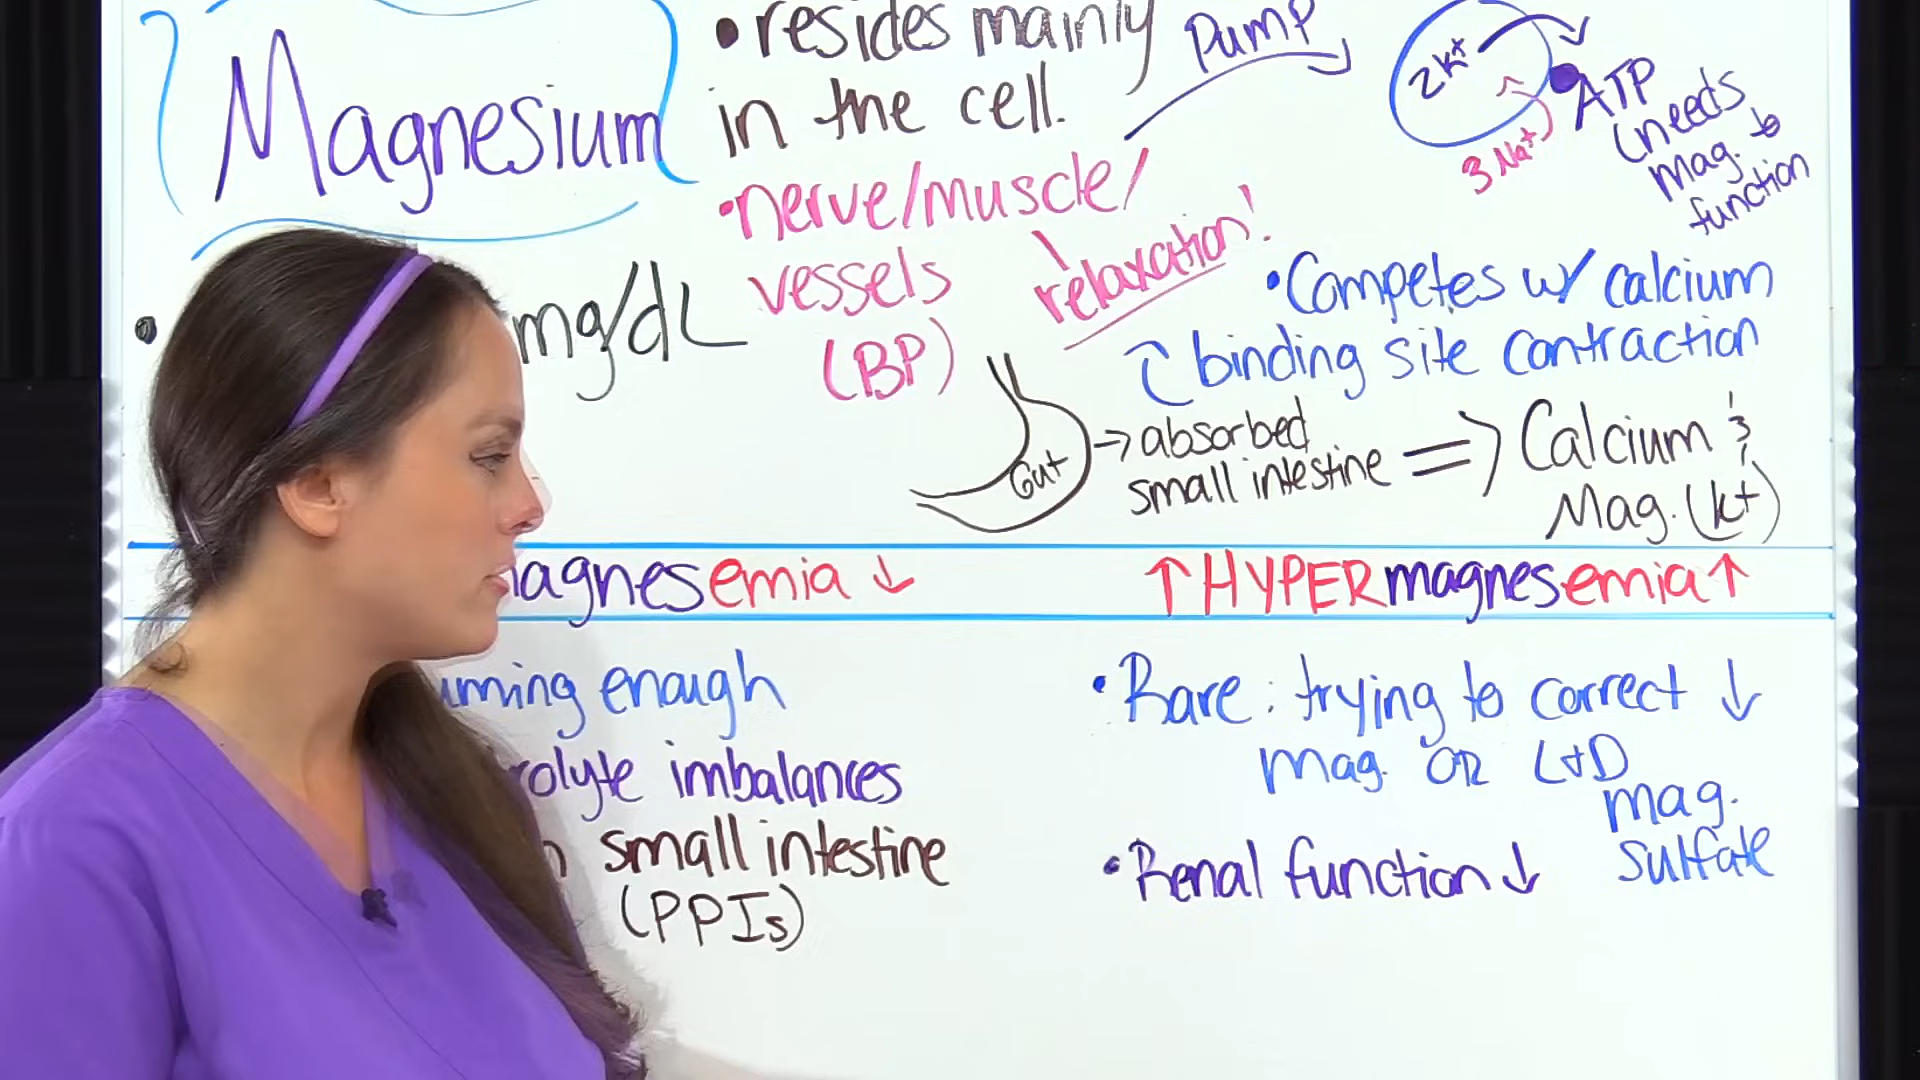 Magnesium
mg/dL
• resides mainly
in the cell.
Pump
2K+
3 Na+
ATP
(needs
mag. to
function
• nerve/muscle/
vessels
(BP)
relaxation!
• Competes w/ calcium
binding site contraction
Gut
→ absorbed
small intestine ⇒ Calcium &
Mag. (K+)
agnesemia ↓
uming enough
rolyte imbalances
small intestine
(PPIs)
↑ HYPERmagnesemia ↑
• Rare: trying to correct ↓
mag. OR L+D
mag.
sulfate
• Renal function ↓